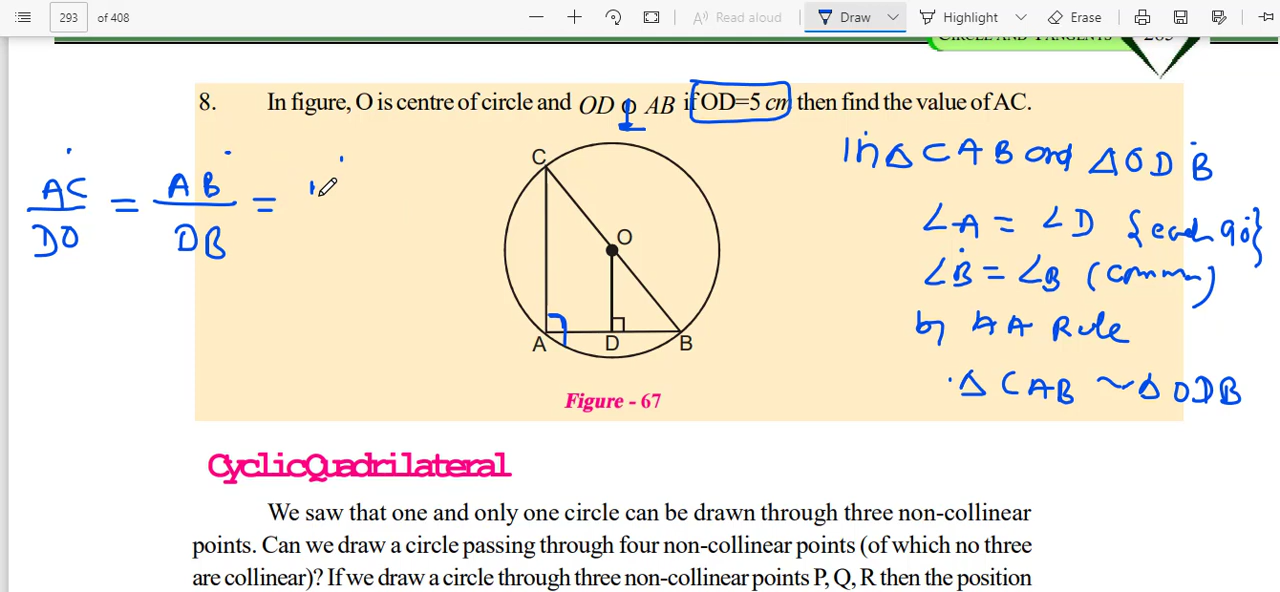 293 of 408 Read aloud Draw Highlight Erase
8. In figure, O is centre of circle and OD AB if OD=5 cm then find the value of AC.
AC/DO = AB/DB =
In Δ CAB and Δ ODB
∠A = ∠D {each 90}
∠B = ∠B (common)
by AA Rule
Δ CAB ~ Δ ODB
C
O
A D B
Figure - 67
Cyclic Quadrilateral
We saw that one and only one circle can be drawn through three non-collinear
points. Can we draw a circle passing through four non-collinear points (of which no three
are collinear)? If we draw a circle through three non-collinear points P, Q, R then the position